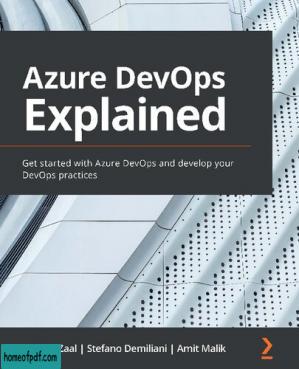 Azure DevOps
Explained
Get started with Azure DevOps and develop your
DevOps practices
Zaal | Stefano Demiliani | Amit Malik
homeofpdf.com